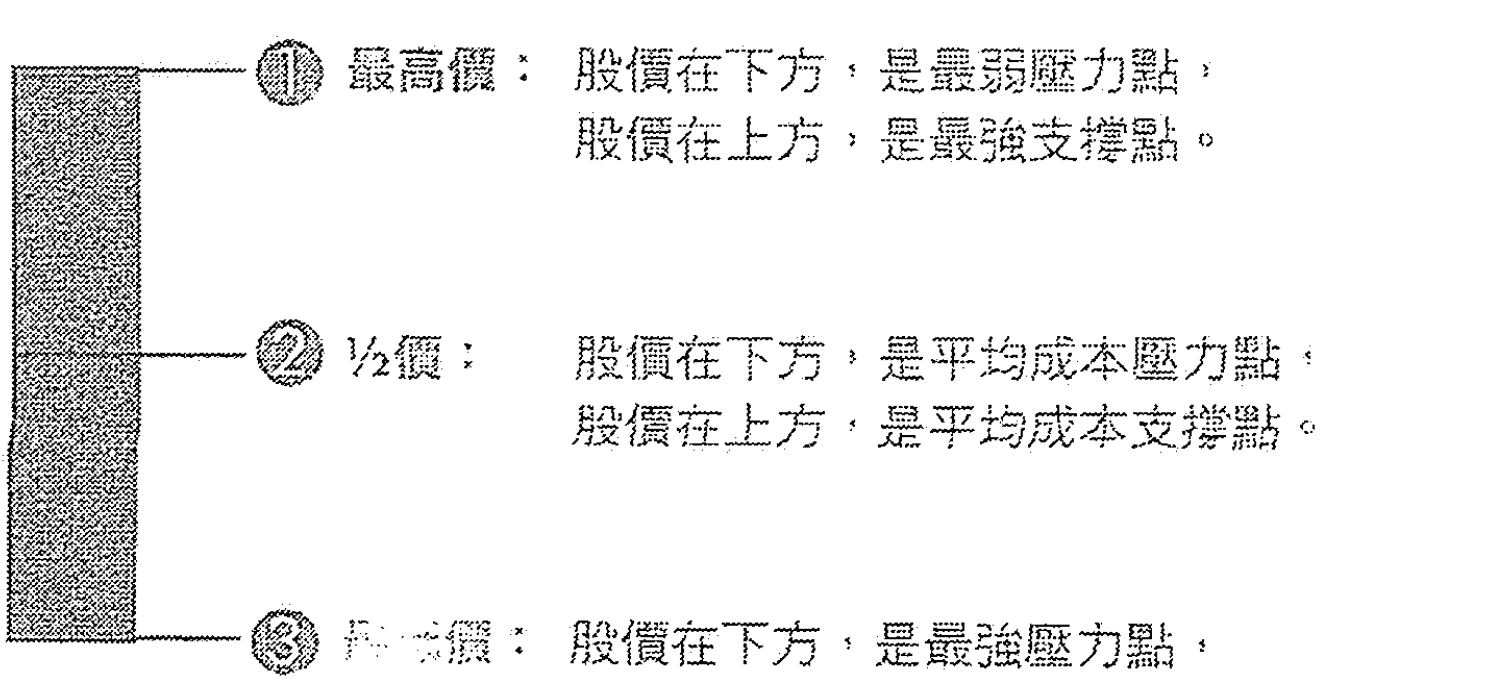 ① 最高價： 股價在下方，是最弱壓力點，
股價在上方，是最強支撐點。
② ½價： 股價在下方，是平均成本壓力點，
股價在上方，是平均成本支撐點。
③ 價： 股價在下方，是最強壓力點，